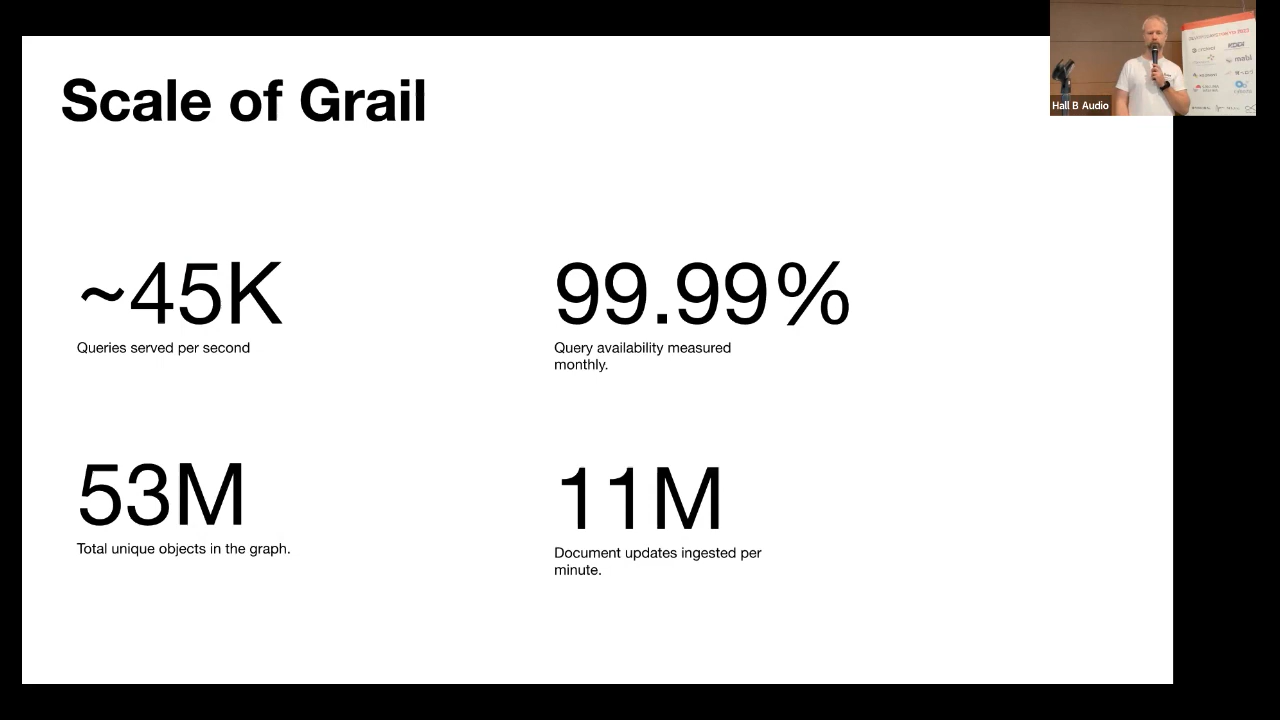 Scale of Grail
~45K
Queries served per second
99.99%
Query availability measured
monthly.
53M
Total unique objects in the graph.
11M
Document updates ingested per
minute.
Hall B Audio